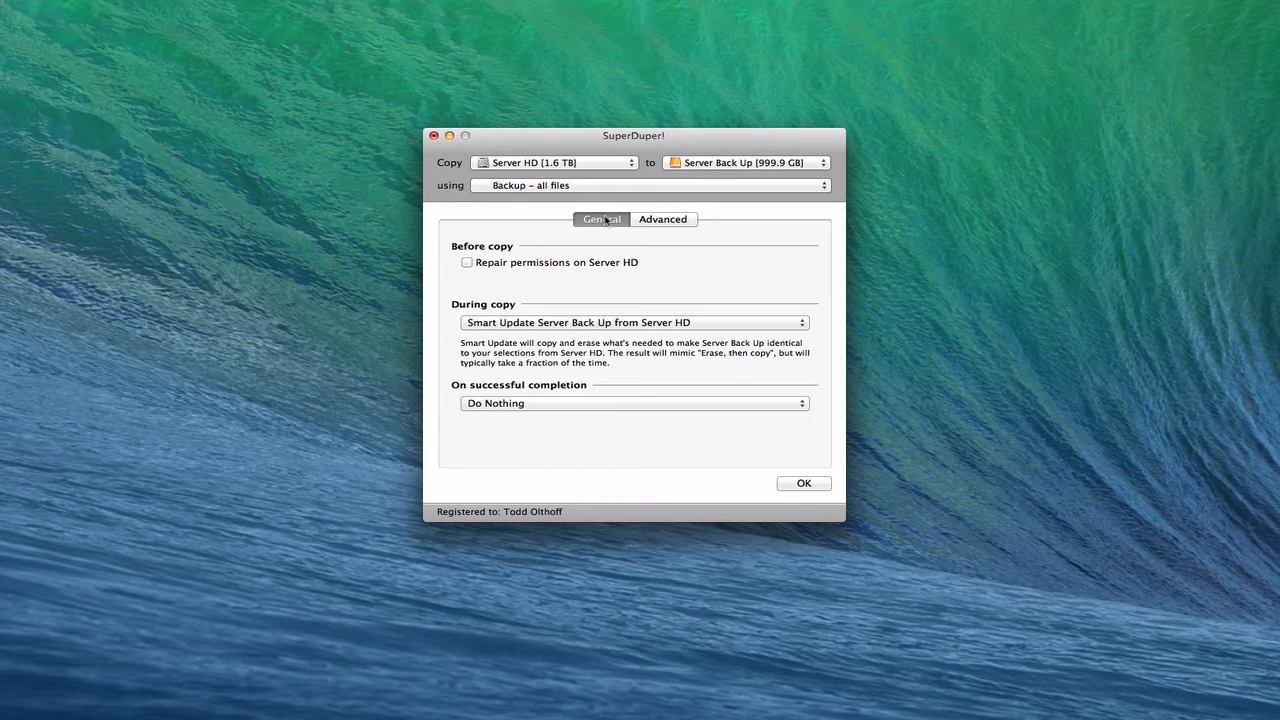 SuperDuper!
Copy Server HD [1.6 TB] to Server Back Up [999.9 GB]
using Backup – all files
General Advanced
Before copy
Repair permissions on Server HD
During copy
Smart Update Server Back Up from Server HD
Smart Update will copy and erase what's needed to make Server Back Up identical
to your selections from Server HD. The result will mimic "Erase, then copy", but will
typically take a fraction of the time.
On successful completion
Do Nothing
OK
Registered to: Todd Olthoff